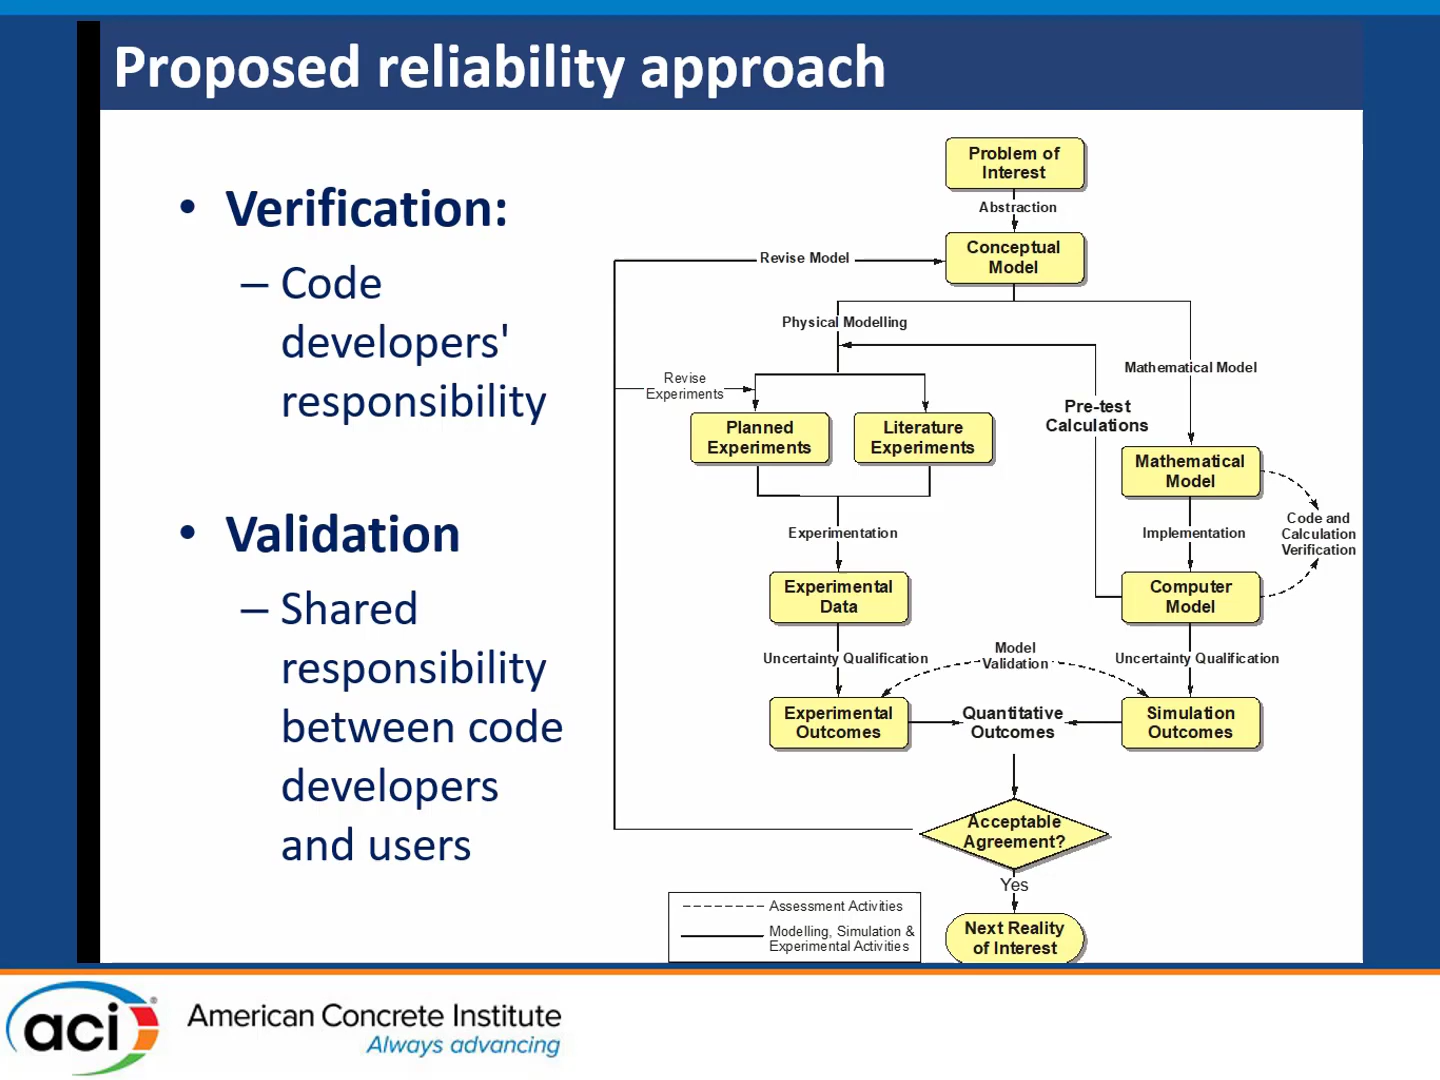 Proposed reliability approach
• Verification:
– Code
developers'
responsibility
• Validation
– Shared
responsibility
between code
developers
and users
Problem of
Interest
Abstraction
Conceptual
Model
Revise Model
Physical Modelling
Mathematical Model
Revise
Experiments
Pre-test
Calculations
Planned
Experiments
Literature
Experiments
Mathematical
Model
Code and
Calculation
Verification
Experimentation
Implementation
Experimental
Data
Computer
Model
Uncertainty Qualification
Model
Validation
Uncertainty Qualification
Experimental
Outcomes
Quantitative
Outcomes
Simulation
Outcomes
Acceptable
Agreement?
Yes
Next Reality
of Interest
Assessment Activities
Modelling, Simulation &
Experimental Activities
aci®
American Concrete Institute
Always advancing